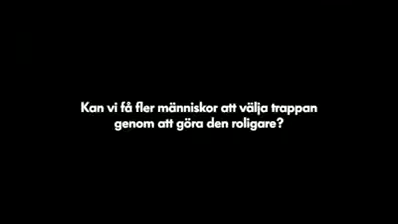 Kan vi få fler människor att välja trappan
genom att göra den roligare?